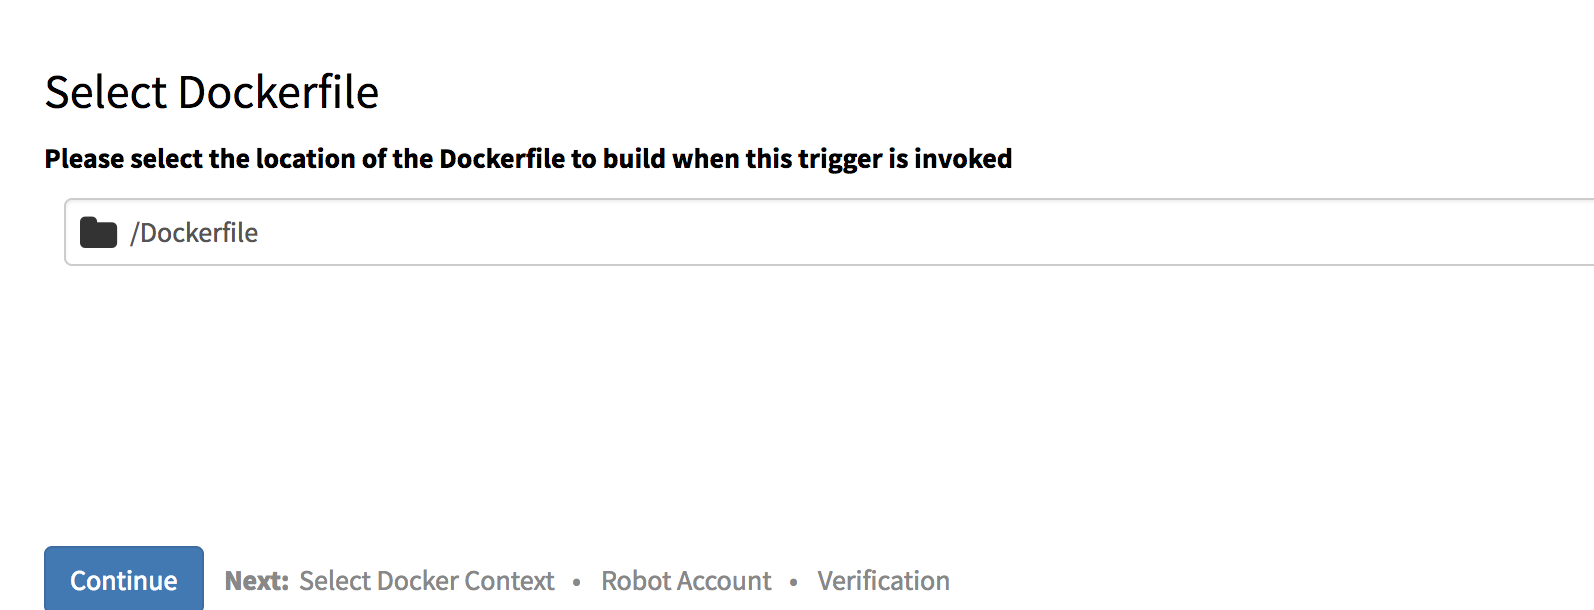 Select Dockerfile
Please select the location of the Dockerfile to build when this trigger is invoked
/Dockerfile
Continue Next: Select Docker Context • Robot Account • Verification